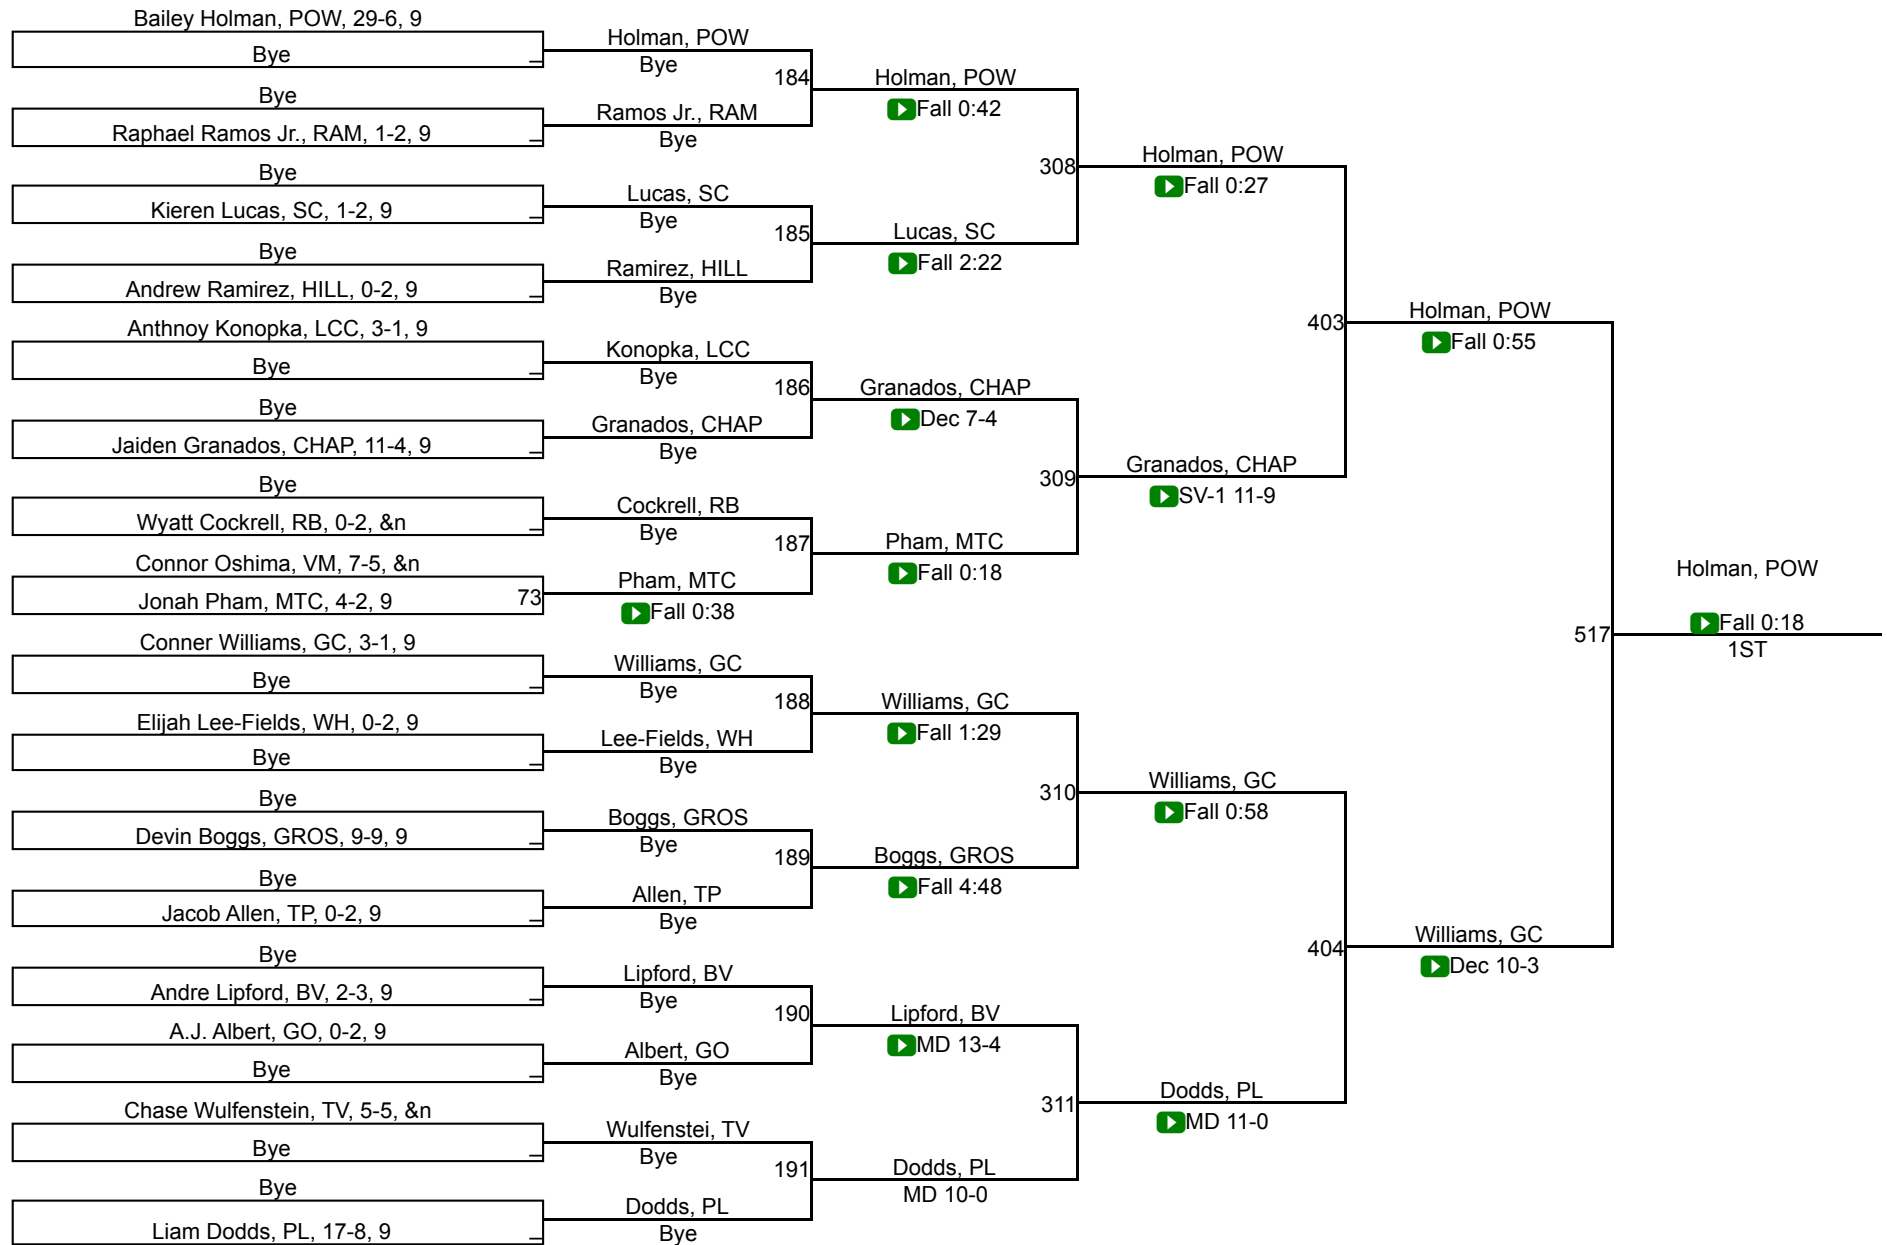 Bailey Holman, POW, 29-6, 9
Bye
Bye
Raphael Ramos Jr., RAM, 1-2, 9
Bye
Kieren Lucas, SC, 1-2, 9
Bye
Andrew Ramirez, HILL, 0-2, 9
Anthnoy Konopka, LCC, 3-1, 9
Bye
Bye
Jaiden Granados, CHAP, 11-4, 9
Bye
Wyatt Cockrell, RB, 0-2, &n
Connor Oshima, VM, 7-5, &n
Jonah Pham, MTC, 4-2, 9
73
Conner Williams, GC, 3-1, 9
Bye
Elijah Lee-Fields, WH, 0-2, 9
Bye
Bye
Devin Boggs, GROS, 9-9, 9
Bye
Jacob Allen, TP, 0-2, 9
Bye
Andre Lipford, BV, 2-3, 9
A.J. Albert, GO, 0-2, 9
Bye
Chase Wulfenstein, TV, 5-5, &n
Bye
Bye
Liam Dodds, PL, 17-8, 9
Holman, POW
Bye
184
Ramos Jr., RAM
Bye
Lucas, SC
Bye
185
Ramirez, HILL
Bye
Konopka, LCC
Bye
186
Granados, CHAP
Bye
Cockrell, RB
Bye
187
Pham, MTC
Fall 0:38
Williams, GC
Bye
188
Lee-Fields, WH
Bye
Boggs, GROS
Bye
189
Allen, TP
Bye
Lipford, BV
Bye
190
Albert, GO
Bye
Wulfenstei, TV
Bye
191
Dodds, PL
Bye
Holman, POW
Fall 0:42
308
Lucas, SC
Fall 2:22
Granados, CHAP
Dec 7-4
309
Pham, MTC
Fall 0:18
Williams, GC
Fall 1:29
310
Boggs, GROS
Fall 4:48
Lipford, BV
MD 13-4
311
Dodds, PL
MD 10-0
Holman, POW
Fall 0:27
403
Granados, CHAP
SV-1 11-9
Williams, GC
Fall 0:58
404
Dodds, PL
MD 11-0
Holman, POW
Fall 0:55
517
Williams, GC
Dec 10-3
Holman, POW
Fall 0:18
1ST